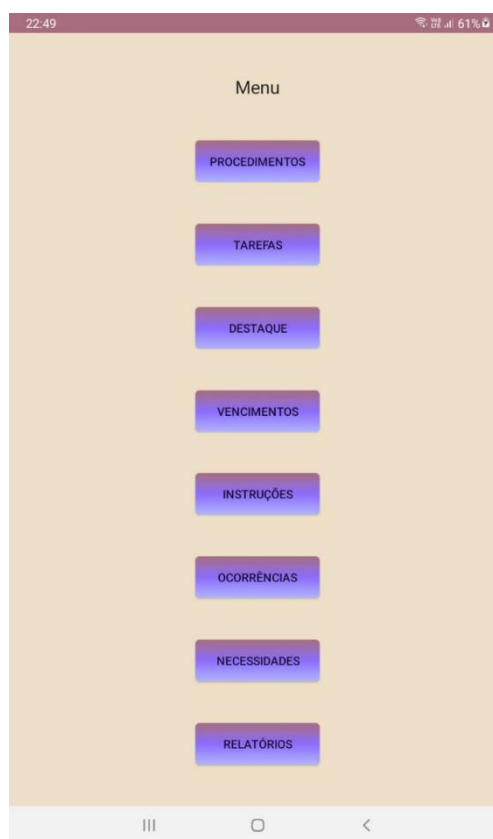 22:49 61%
Menu
PROCEDIMENTOS
TAREFAS
DESTAQUE
VENCIMENTOS
INSTRUÇÕES
OCORRÊNCIAS
NECESSIDADES
RELATÓRIOS